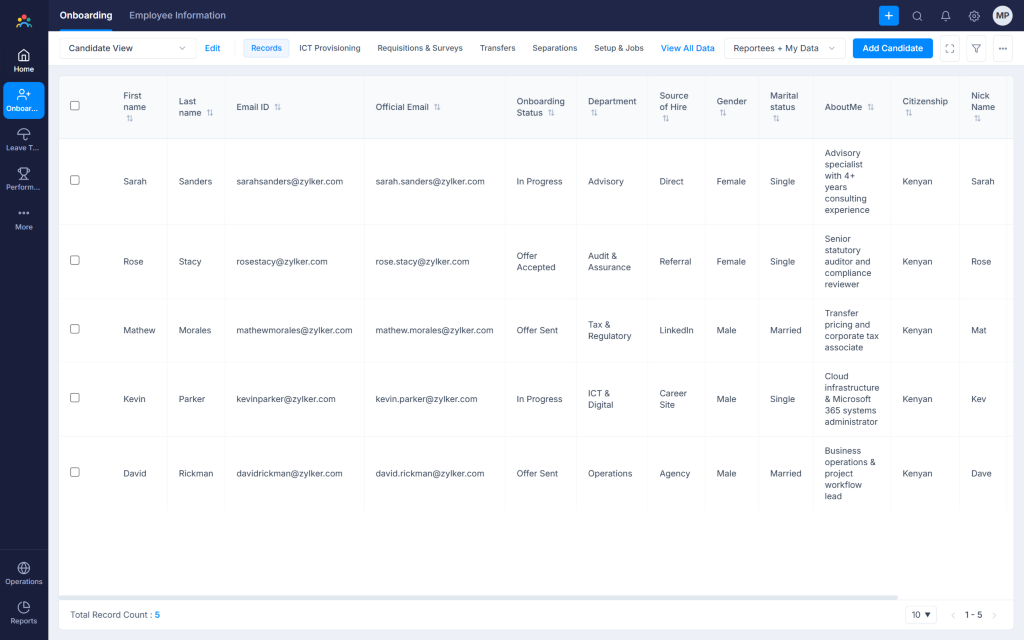 Onboarding
Employee Information
MP
Home
Onboar...
Leave T...
Perform...
More
Operations
Reports
Candidate View
Edit
Records
ICT Provisioning
Requisitions & Surveys
Transfers
Separations
Setup & Jobs
View All Data
Reportees + My Data
Add Candidate
First
name
Last
name
Email ID
Official Email
Onboarding
Status
Department
Source
of Hire
Gender
Marital
status
AboutMe
Citizenship
Nick
Name
Sarah
Sanders
sarahsanders@zylker.com
sarah.sanders@zylker.com
In Progress
Advisory
Direct
Female
Single
Advisory
specialist
with 4+
years
consulting
experience
Kenyan
Sarah
Rose
Stacy
rosestacy@zylker.com
rose.stacy@zylker.com
Offer
Accepted
Audit &
Assurance
Referral
Female
Single
Senior
statutory
auditor and
compliance
reviewer
Kenyan
Rose
Mathew
Morales
mathewmorales@zylker.com
mathew.morales@zylker.com
Offer Sent
Tax &
Regulatory
LinkedIn
Male
Married
Transfer
pricing and
corporate tax
associate
Kenyan
Mat
Kevin
Parker
kevinparker@zylker.com
kevin.parker@zylker.com
In Progress
ICT &
Digital
Career
Site
Male
Single
Cloud
infrastructure
& Microsoft
365 systems
administrator
Kenyan
Kev
David
Rickman
davidrickman@zylker.com
david.rickman@zylker.com
Offer Sent
Operations
Agency
Male
Married
Business
operations &
project
workflow
lead
Kenyan
Dave
Total Record Count : 5
10
1 - 5